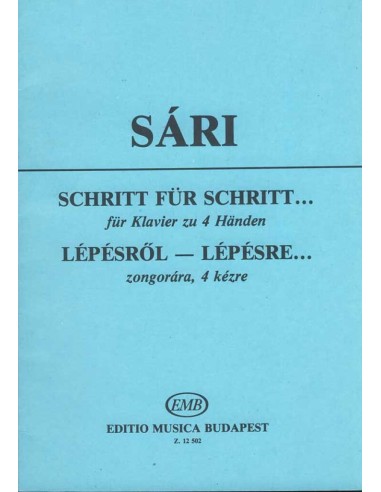 SÁRI
SCHRITT FÜR SCHRITT...
für Klavier zu 4 Händen
LÉPÉSRŐL — LÉPÉSRE...
zongorára, 4 kézre
EMB
EDITIO MUSICA BUDAPEST
Z. 12 502